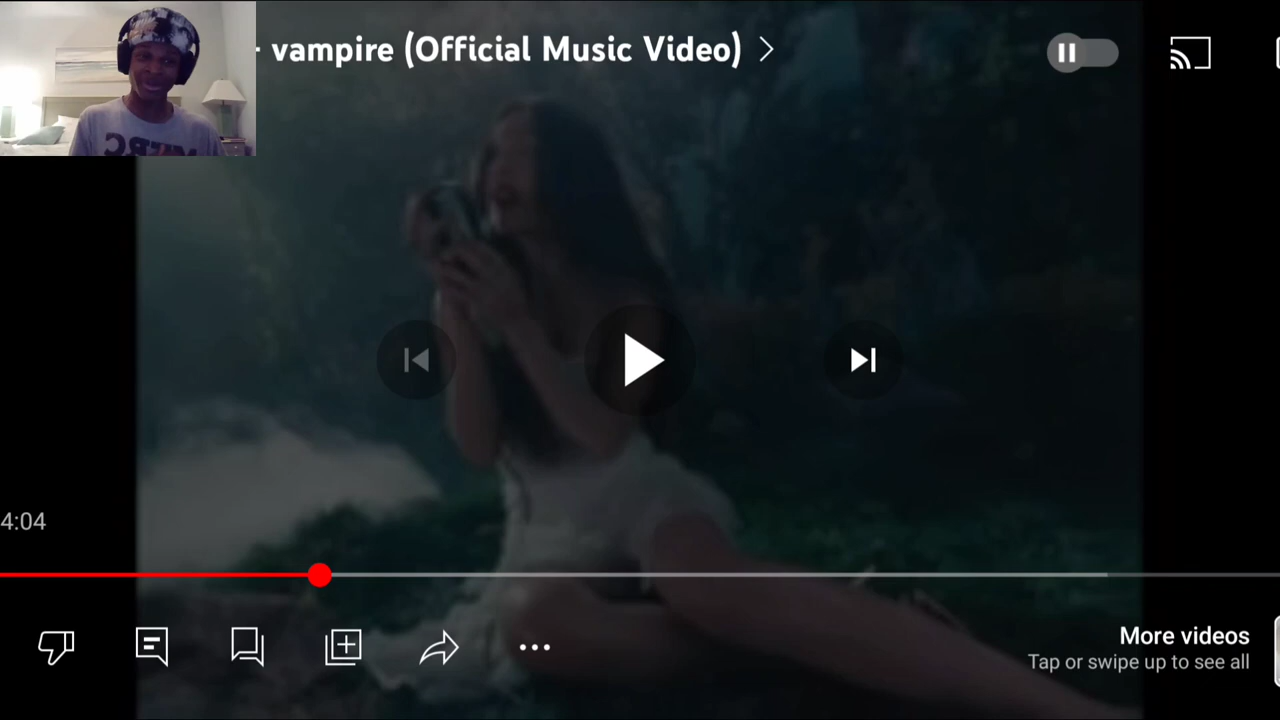 - vampire (Official Music Video)
4:04
More videos
Tap or swipe up to see all